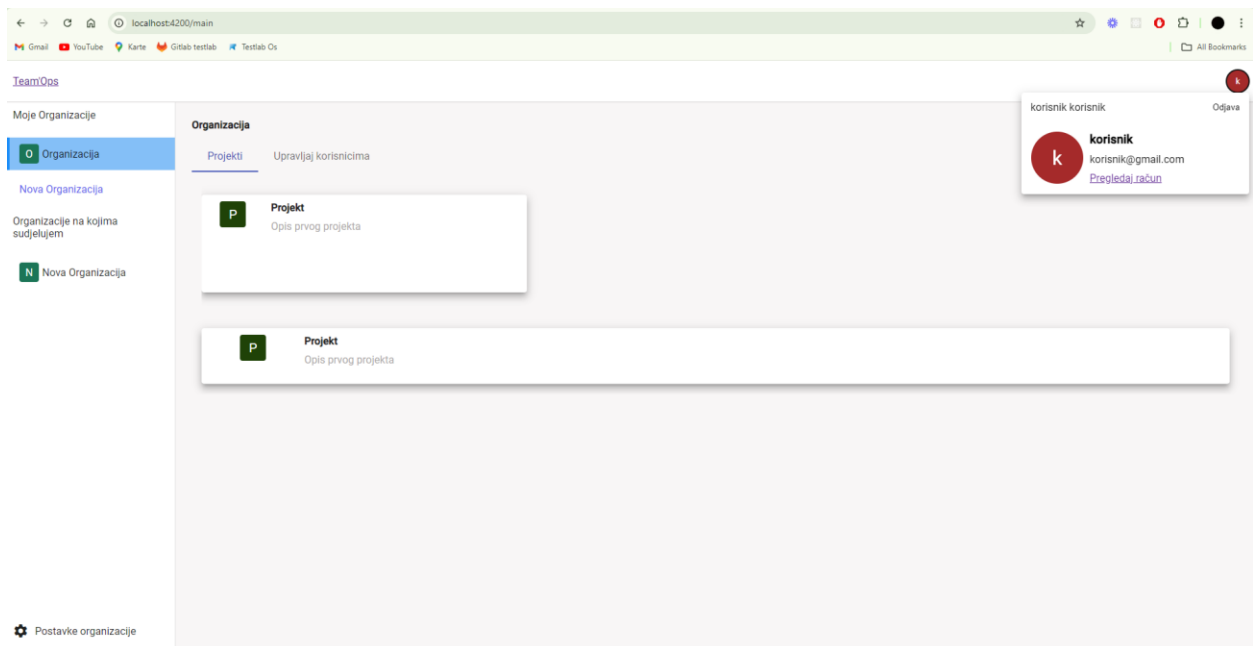 localhost:4200/main
Gmail YouTube Karte Gitlab testlab Testlab Os All Bookmarks
Team'Ops
k
Moje Organizacije
O Organizacija
Nova Organizacija
Organizacije na kojima
sudjelujem
N Nova Organizacija
Postavke organizacije
Organizacija
Projekti Upravljaj korisnicima
P Projekt
Opis prvog projekta
P Projekt
Opis prvog projekta
korisnik korisnik Odjava
k
korisnik
korisnik@gmail.com
Pregledaj račun